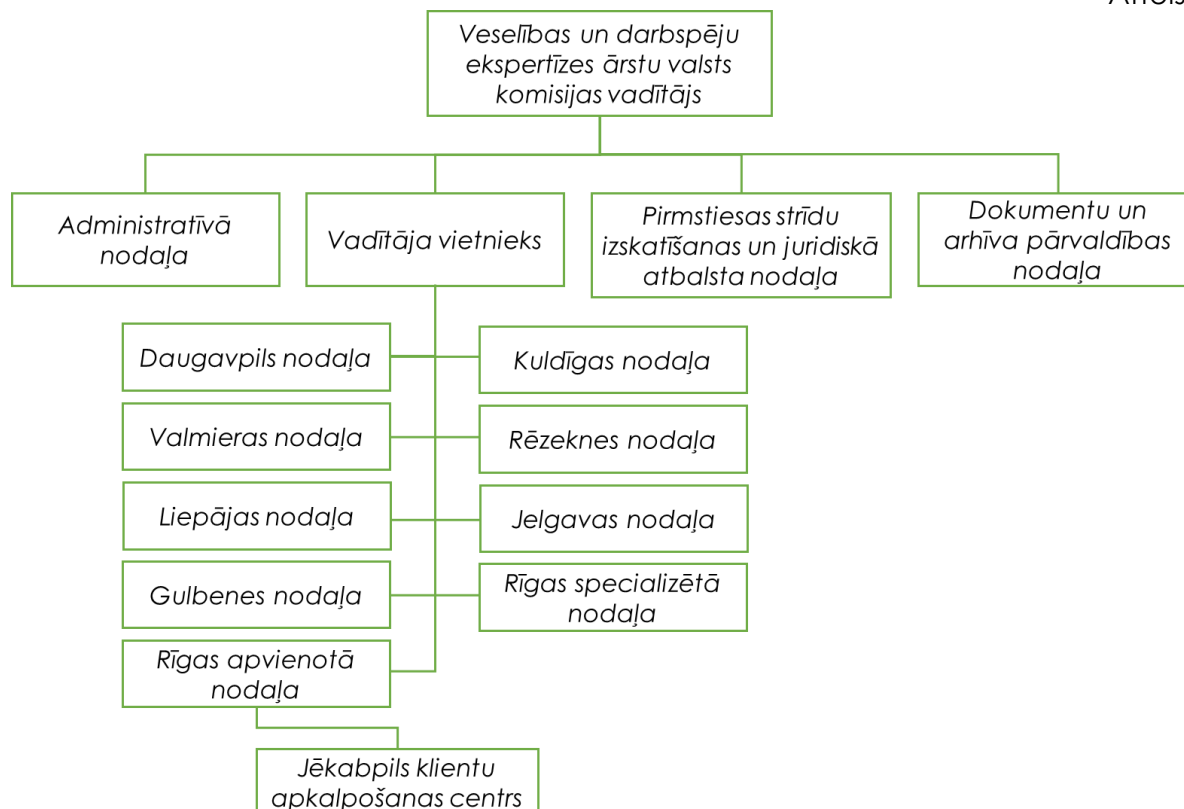 Veselības un darbspēju
ekspertīzes ārstu valsts
komisijas vadītājs
Administratīvā
nodaļa
Vadītāja vietnieks
Pirmstiesas strīdu
izskatīšanas un juridiskā
atbalsta nodaļa
Dokumentu un
arhīva pārvaldības
nodaļa
Daugavpils nodaļa
Kuldīgas nodaļa
Valmieras nodaļa
Rēzeknes nodaļa
Liepājas nodaļa
Jelgavas nodaļa
Gulbenes nodaļa
Rīgas specializētā
nodaļa
Rīgas apvienotā
nodaļa
Jēkabpils klientu
apkalpošanas centrs